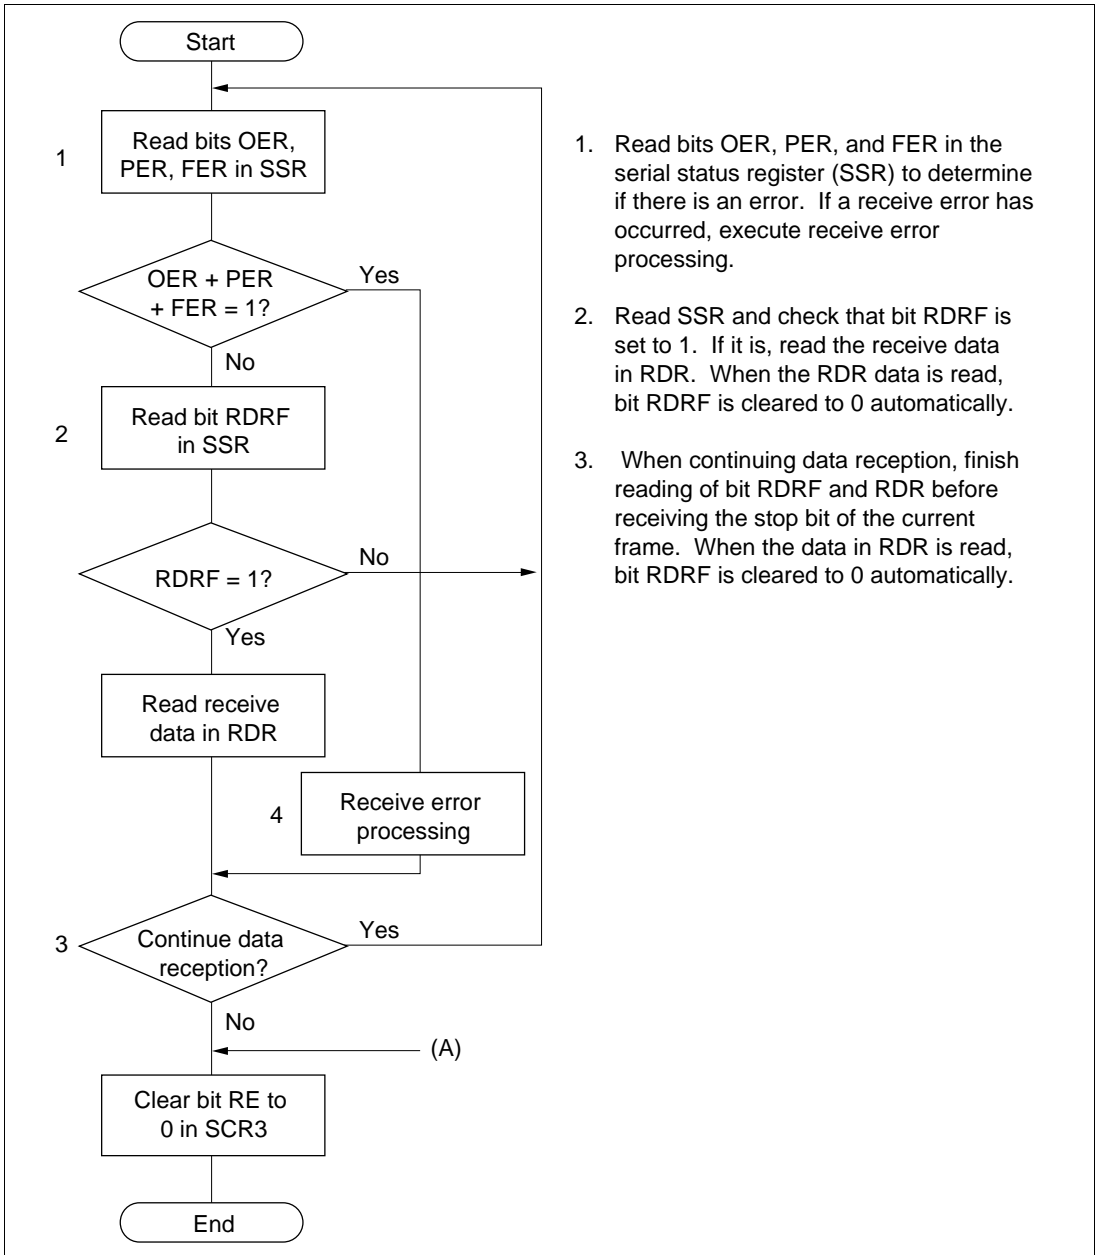 Start
1
Read bits OER,
PER, FER in SSR
OER + PER
+ FER = 1?
Yes
No
2
Read bit RDRF
in SSR
RDRF = 1?
No
Yes
Read receive
data in RDR
4
Receive error
processing
3
Continue data
reception?
Yes
No
(A)
Clear bit RE to
0 in SCR3
End
1. Read bits OER, PER, and FER in the
serial status register (SSR) to determine
if there is an error. If a receive error has
occurred, execute receive error
processing.
2. Read SSR and check that bit RDRF is
set to 1. If it is, read the receive data
in RDR. When the RDR data is read,
bit RDRF is cleared to 0 automatically.
3. When continuing data reception, finish
reading of bit RDRF and RDR before
receiving the stop bit of the current
frame. When the data in RDR is read,
bit RDRF is cleared to 0 automatically.